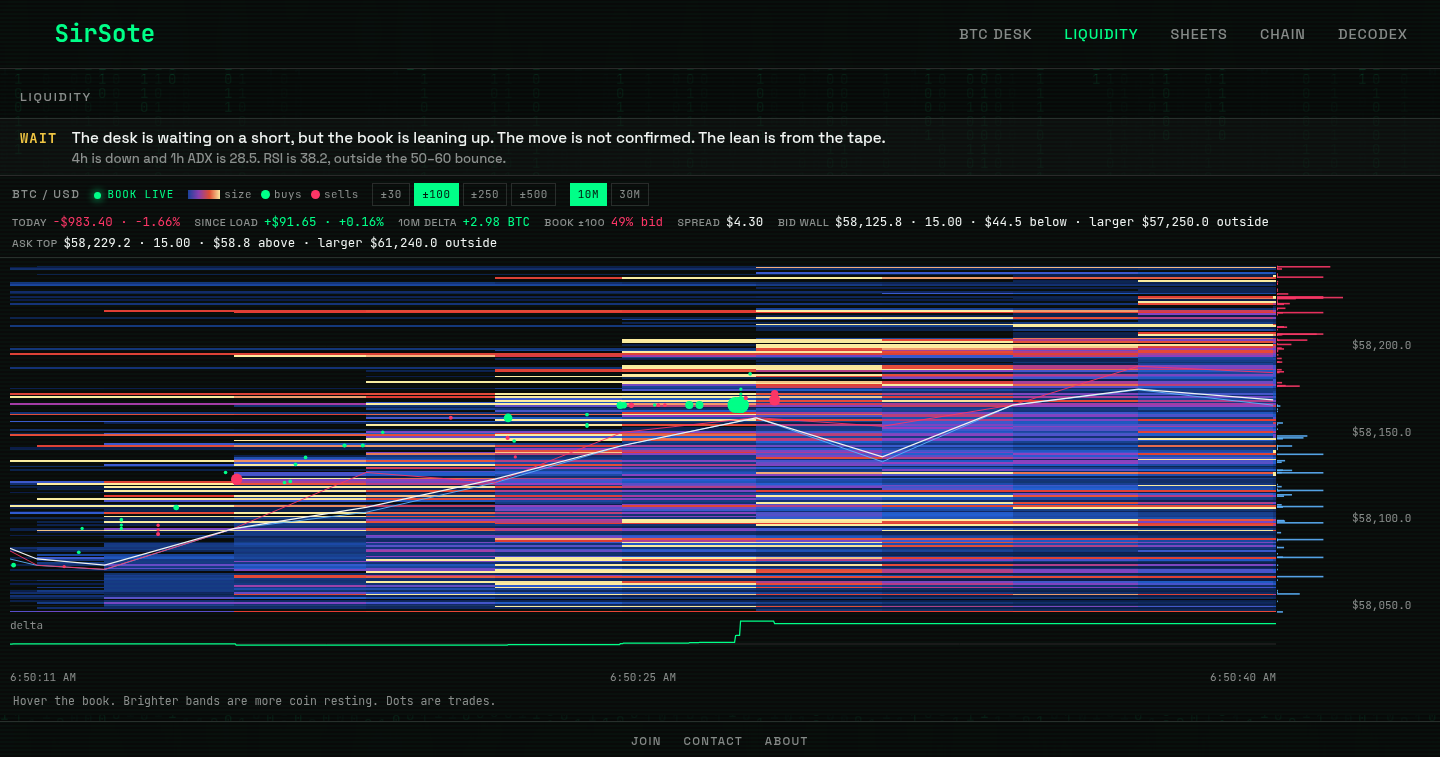 SirSote
BTC DESK LIQUIDITY SHEETS CHAIN DECODEX
LIQUIDITY
WAIT The desk is waiting on a short, but the book is leaning up. The move is not confirmed. The lean is from the tape.
4h is down and 1h ADX is 28.5. RSI is 38.2, outside the 50–60 bounce.
BTC / USD BOOK LIVE size buys sells ±30 ±100 ±250 ±500 10M 30M
TODAY -$983.40 · -1.66% SINCE LOAD +$91.65 · +0.16% 10M DELTA +2.98 BTC BOOK ±100 49% bid SPREAD $4.30 BID WALL $58,125.8 · 15.00 · $44.5 below · larger $57,250.0 outside
ASK TOP $58,229.2 · 15.00 · $58.8 above · larger $61,240.0 outside
$58,200.0
$58,150.0
$58,100.0
$58,050.0
delta
6:50:11 AM 6:50:25 AM 6:50:40 AM
Hover the book. Brighter bands are more coin resting. Dots are trades.
JOIN CONTACT ABOUT